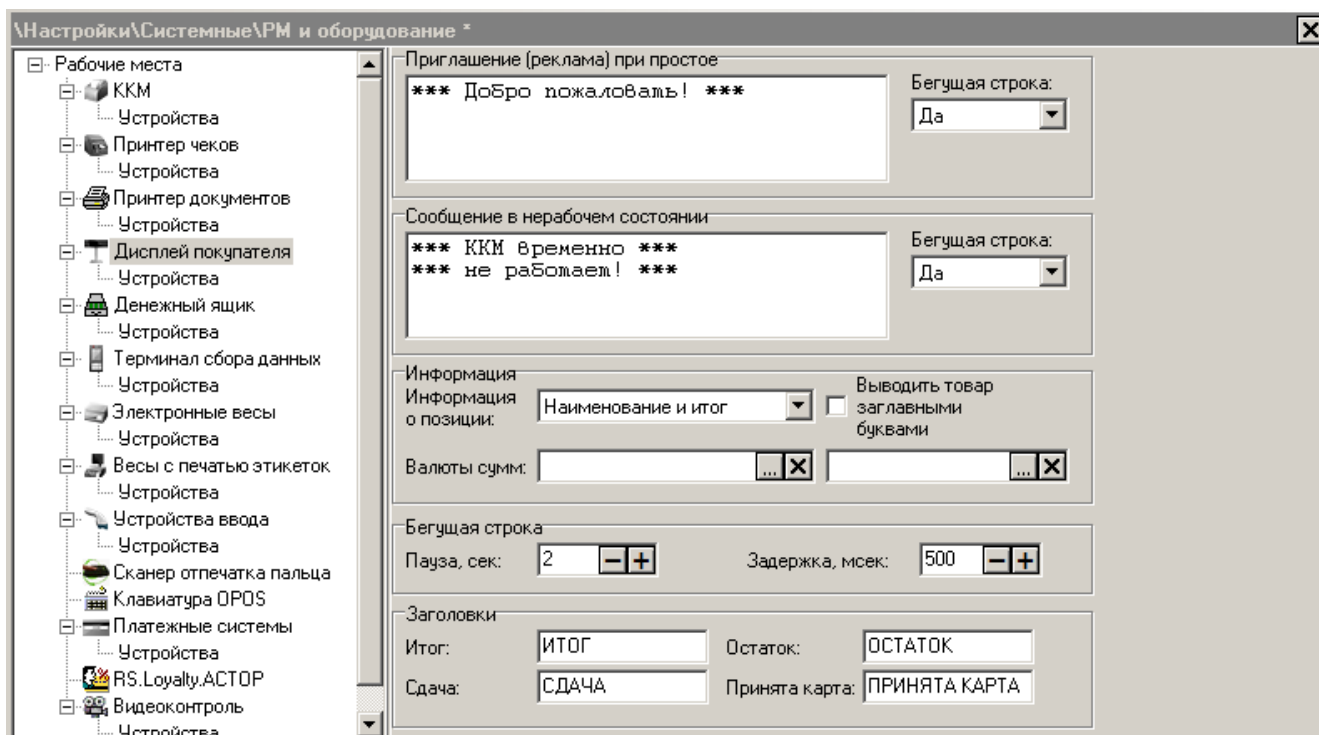 \Настройки\Системные\РМ и оборудование *
Рабочие места
ККМ
Устройства
Принтер чеков
Устройства
Принтер документов
Устройства
Дисплей покупателя
Устройства
Денежный ящик
Устройства
Терминал сбора данных
Устройства
Электронные весы
Устройства
Весы с печатью этикеток
Устройства
Устройства ввода
Устройства
Сканер отпечатка пальца
Клавиатура OPOS
Платежные системы
Устройства
RS.Loyalty.АСТОР
Видеоконтроль
Устройства
Приглашение (реклама) при простое
*** Добро пожаловать! ***
Бегущая строка:
Да
Сообщение в нерабочем состоянии
*** ККМ временно ***
*** не работает! ***
Бегущая строка:
Да
Информация
Информация
о позиции:
Наименование и итог
Выводить товар
заглавными
буквами
Валюты сумм:
...
...
Бегущая строка
Пауза, сек: 2
Задержка, мсек: 500
Заголовки
Итог: ИТОГ
Остаток: ОСТАТОК
Сдача: СДАЧА
Принята карта: ПРИНЯТА КАРТА